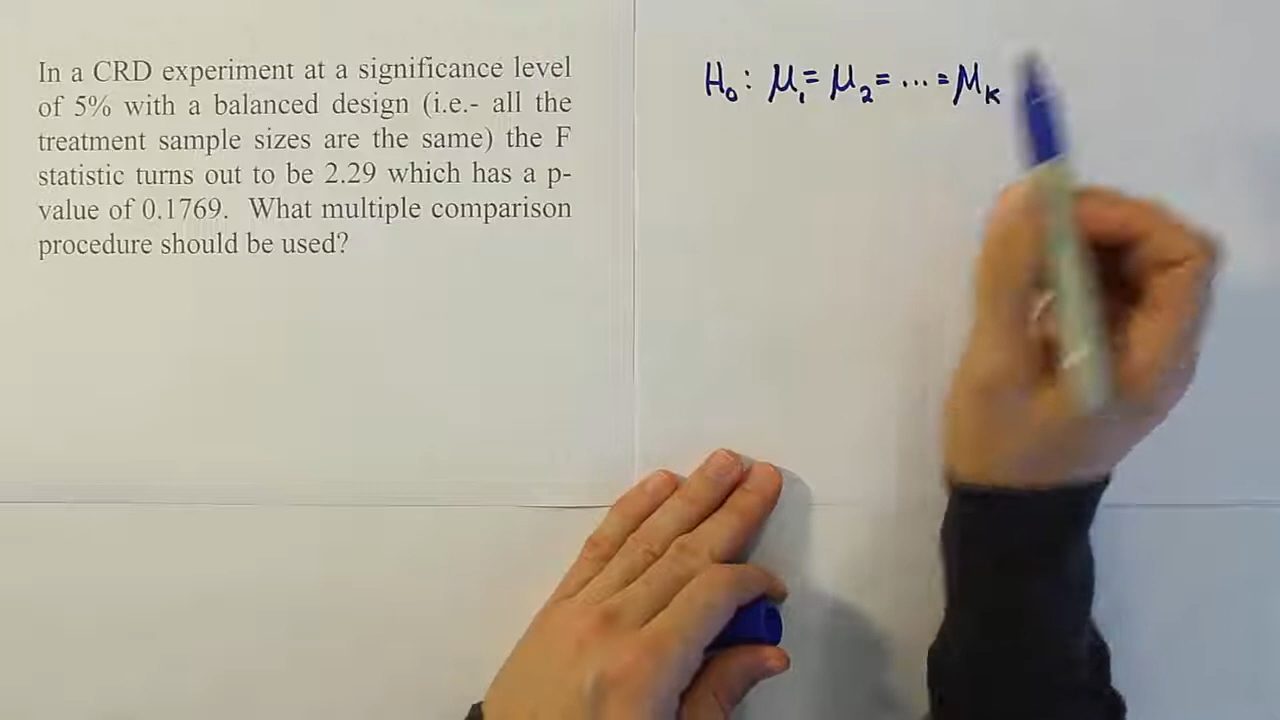 In a CRD experiment at a significance level
of 5% with a balanced design (i.e.- all the
treatment sample sizes are the same) the F
statistic turns out to be 2.29 which has a p-
value of 0.1769. What multiple comparison
procedure should be used?
H₀: μ₁ = μ₂ = ... = μₖ